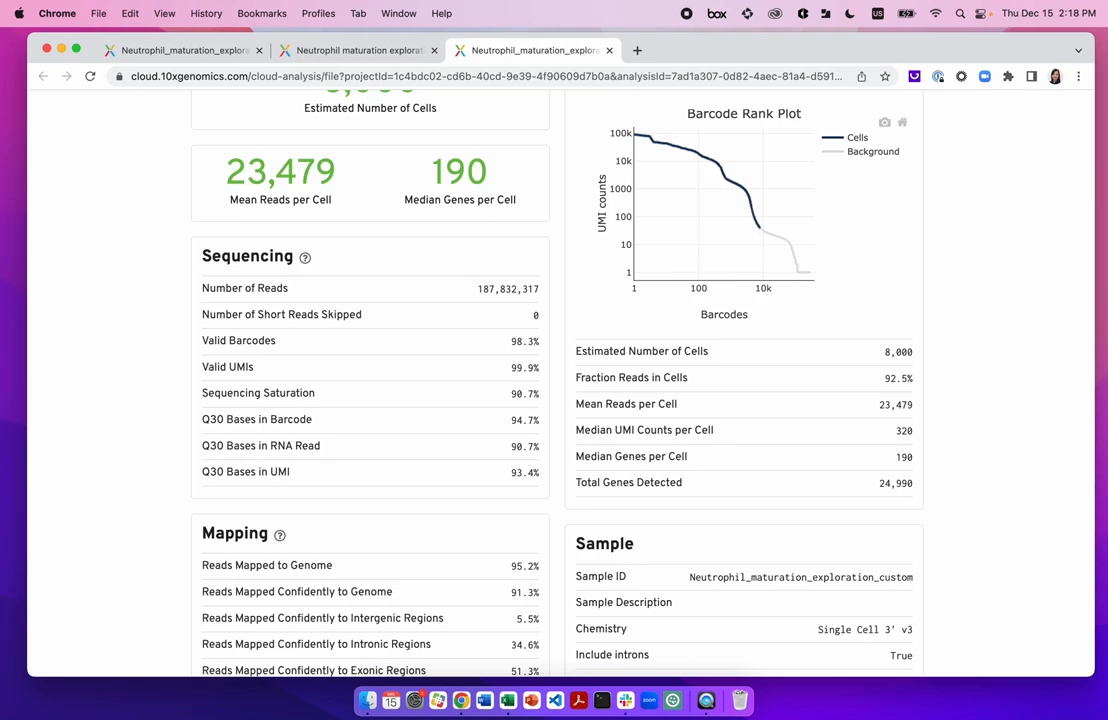 Chrome File Edit View History Bookmarks Profiles Tab Window Help
box US Thu Dec 15 2:18 PM
Neutrophil_maturation_explora Neutrophil maturation explorat Neutrophil_maturation_explora
cloud.10xgenomics.com/cloud-analysis/file?projectId=1c4bdc02-cd6b-40cd-9e39-4f90609d7b0a&analysisId=7ad1a307-0d82-4aec-81a4-d591...
Estimated Number of Cells
23,479 190
Mean Reads per Cell Median Genes per Cell
Sequencing ?
Number of Reads 187,832,317
Number of Short Reads Skipped 0
Valid Barcodes 98.3%
Valid UMIs 99.9%
Sequencing Saturation 90.7%
Q30 Bases in Barcode 94.7%
Q30 Bases in RNA Read 90.7%
Q30 Bases in UMI 93.4%
Mapping ?
Reads Mapped to Genome 95.2%
Reads Mapped Confidently to Genome 91.3%
Reads Mapped Confidently to Intergenic Regions 5.5%
Reads Mapped Confidently to Intronic Regions 34.6%
Reads Mapped Confidently to Exonic Regions 51.3%
Barcode Rank Plot
Cells
Background
UMI counts
100k
10k
1000
100
10
1
1 100 10k
Barcodes
Estimated Number of Cells 8,000
Fraction Reads in Cells 92.5%
Mean Reads per Cell 23,479
Median UMI Counts per Cell 320
Median Genes per Cell 190
Total Genes Detected 24,990
Sample
Sample ID Neutrophil_maturation_exploration_custom
Sample Description
Chemistry Single Cell 3' v3
Include introns True
15
zoom